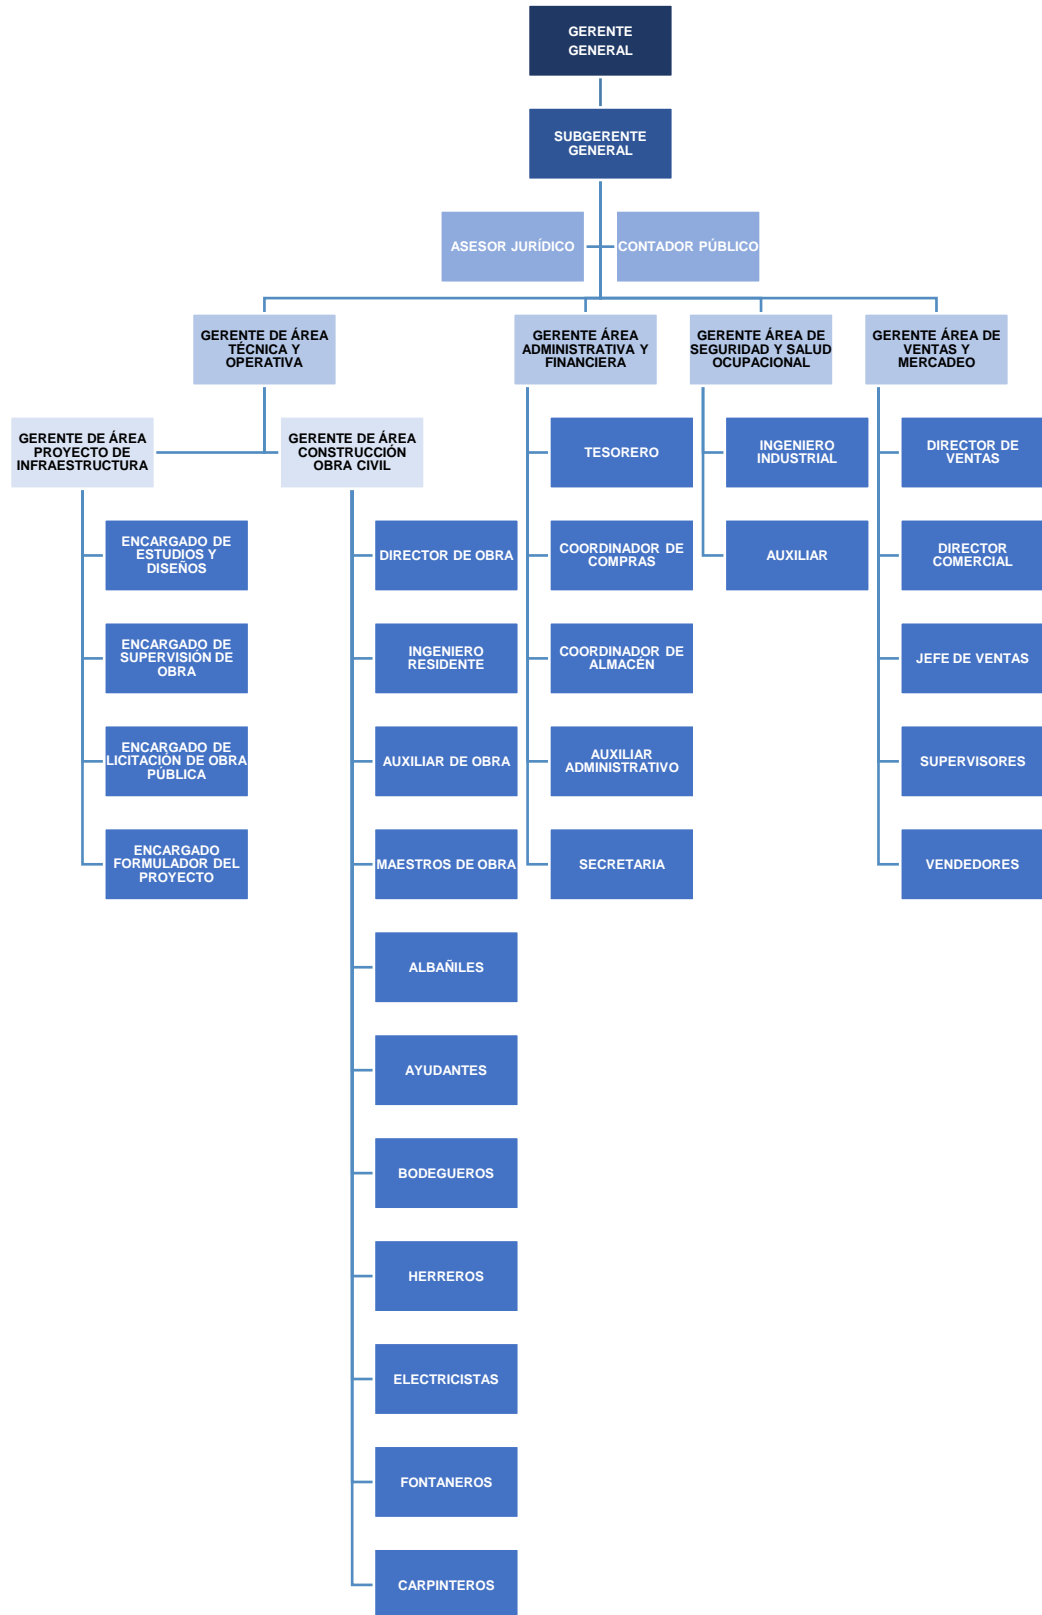 GERENTE
GENERAL
SUBGERENTE
GENERAL
ASESOR JURÍDICO
CONTADOR PÚBLICO
GERENTE DE ÁREA
TÉCNICA Y
OPERATIVA
GERENTE ÁREA
ADMINISTRATIVA Y
FINANCIERA
GERENTE ÁREA DE
SEGURIDAD Y SALUD
OCUPACIONAL
GERENTE ÁREA DE
VENTAS Y
MERCADEO
GERENTE DE ÁREA
PROYECTO DE
INFRAESTRUCTURA
GERENTE DE ÁREA
CONSTRUCCIÓN
OBRA CIVIL
TESORERO
INGENIERO
INDUSTRIAL
DIRECTOR DE
VENTAS
ENCARGADO DE
ESTUDIOS Y
DISEÑOS
DIRECTOR DE OBRA
COORDINADOR DE
COMPRAS
AUXILIAR
DIRECTOR
COMERCIAL
ENCARGADO DE
SUPERVISIÓN DE
OBRA
INGENIERO
RESIDENTE
COORDINADOR DE
ALMACÉN
JEFE DE VENTAS
ENCARGADO DE
LICITACIÓN DE OBRA
PÚBLICA
AUXILIAR DE OBRA
AUXILIAR
ADMINISTRATIVO
SUPERVISORES
ENCARGADO
FORMULADOR DEL
PROYECTO
MAESTROS DE OBRA
SECRETARIA
VENDEDORES
ALBAÑILES
AYUDANTES
BODEGUEROS
HERREROS
ELECTRICISTAS
FONTANEROS
CARPINTEROS